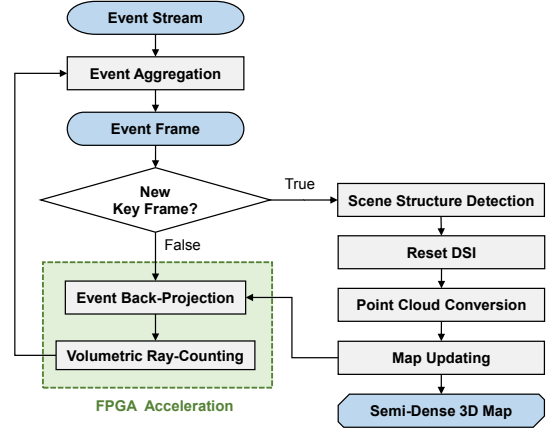 Event Stream
Event Aggregation
Event Frame
New
Key Frame?
True
False
Scene Structure Detection
Reset DSI
Point Cloud Conversion
Map Updating
Semi-Dense 3D Map
Event Back-Projection
Volumetric Ray-Counting
FPGA Acceleration